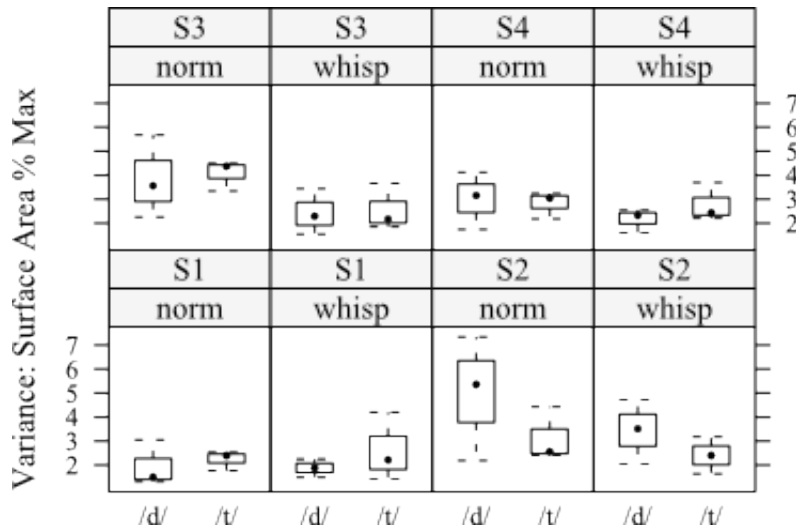 Variance: Surface Area % Max
S3 S3 S4 S4
norm whisp norm whisp
7
6
5
4
3
2
S1 S1 S2 S2
norm whisp norm whisp
7
6
5
4
3
2
/d/ /t/ /d/ /t/ /d/ /t/ /d/ /t/